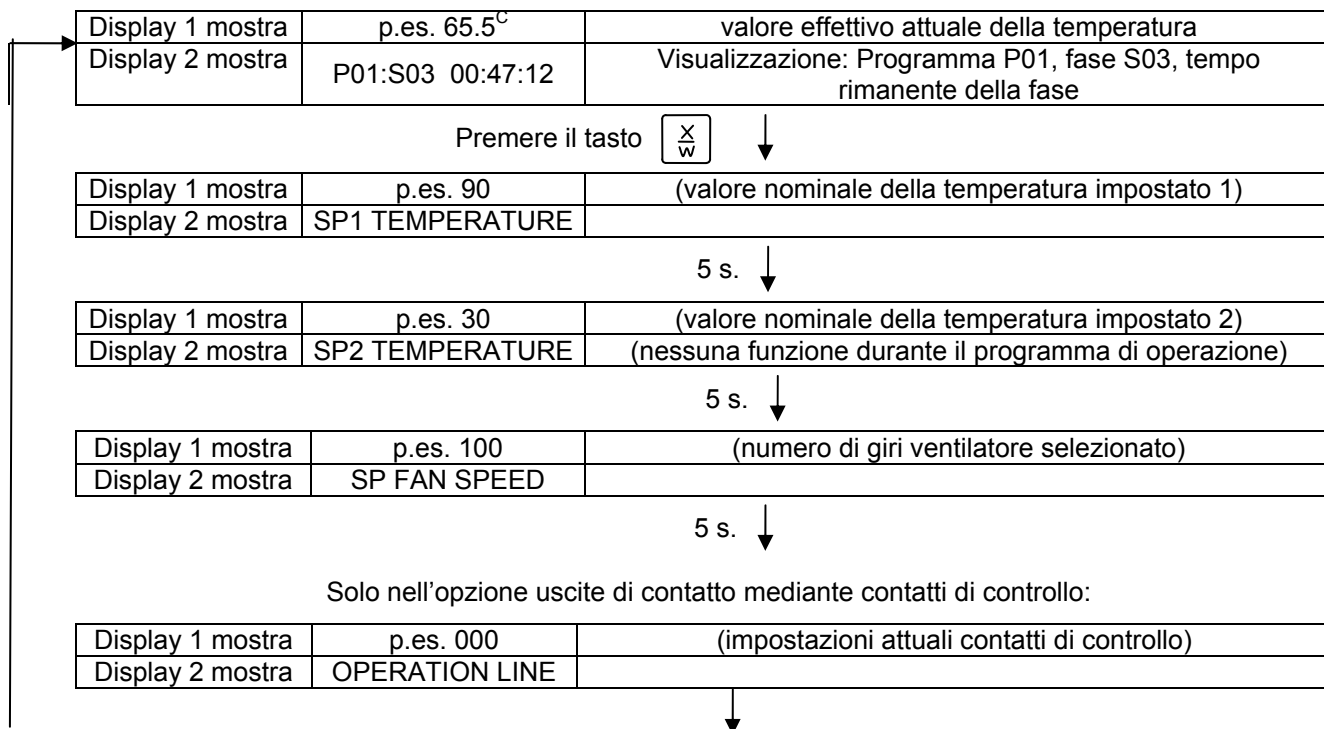 Display 1 mostra p.es. 65.5C valore effettivo attuale della temperatura
Display 2 mostra P01:S03 00:47:12 Visualizzazione: Programma P01, fase S03, tempo
rimanente della fase
Premere il tasto X/W
Display 1 mostra p.es. 90 (valore nominale della temperatura impostato 1)
Display 2 mostra SP1 TEMPERATURE
5 s.
Display 1 mostra p.es. 30 (valore nominale della temperatura impostato 2)
Display 2 mostra SP2 TEMPERATURE (nessuna funzione durante il programma di operazione)
5 s.
Display 1 mostra p.es. 100 (numero di giri ventilatore selezionato)
Display 2 mostra SP FAN SPEED
5 s.
Solo nell’opzione uscite di contatto mediante contatti di controllo:
Display 1 mostra p.es. 000 (impostazioni attuali contatti di controllo)
Display 2 mostra OPERATION LINE